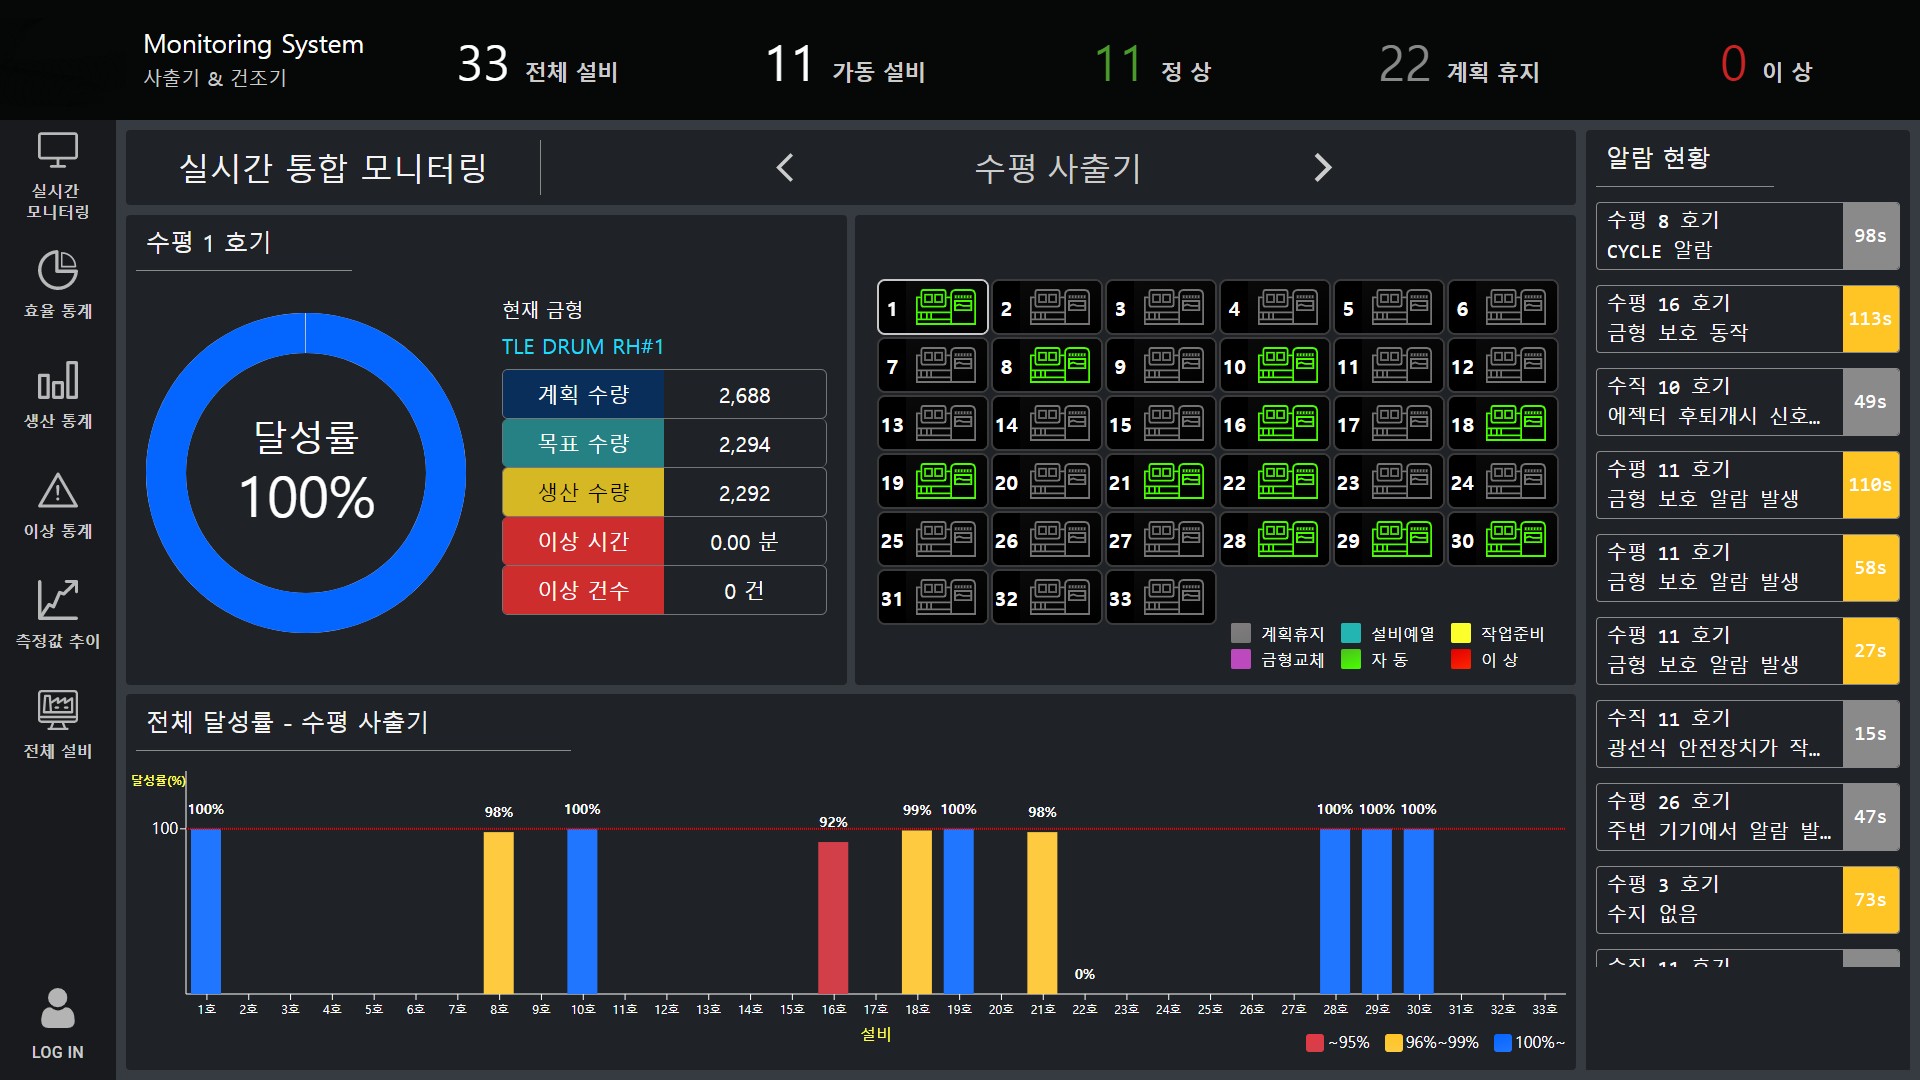 Monitoring System
사출기 & 건조기
33 전체 설비
11 가동 설비
11 정 상
22 계획 휴지
0 이 상
실시간
모니터링
효율 통계
생산 통계
이상 통계
측정값 추이
전체 설비
LOG IN
실시간 통합 모니터링
수평 사출기
수평 1 호기
달성률
100%
현재 금형
TLE DRUM RH#1
계획 수량 2,688
목표 수량 2,294
생산 수량 2,292
이상 시간 0.00 분
이상 건수 0 건
1 2 3 4 5 6
7 8 9 10 11 12
13 14 15 16 17 18
19 20 21 22 23 24
25 26 27 28 29 30
31 32 33
계획휴지 설비예열 작업준비
금형교체 자 동 이 상
전체 달성률 - 수평 사출기
달성률(%)
100% 98% 100% 92% 99% 100% 98% 0% 100% 100% 100%
100
1호 2호 3호 4호 5호 6호 7호 8호 9호 10호 11호 12호 13호 14호 15호 16호 17호 18호 19호 20호 21호 22호 23호 24호 25호 26호 27호 28호 29호 30호 31호 32호 33호
설비
~95% 96%~99% 100%~
알람 현황
수평 8 호기
CYCLE 알람
98s
수평 16 호기
금형 보호 동작
113s
수직 10 호기
에젝터 후퇴개시 신호...
49s
수평 11 호기
금형 보호 알람 발생
110s
수평 11 호기
금형 보호 알람 발생
58s
수평 11 호기
금형 보호 알람 발생
27s
수직 11 호기
광선식 안전장치가 작...
15s
수평 26 호기
주변 기기에서 알람 발...
47s
수평 3 호기
수지 없음
73s
수직 11 호기